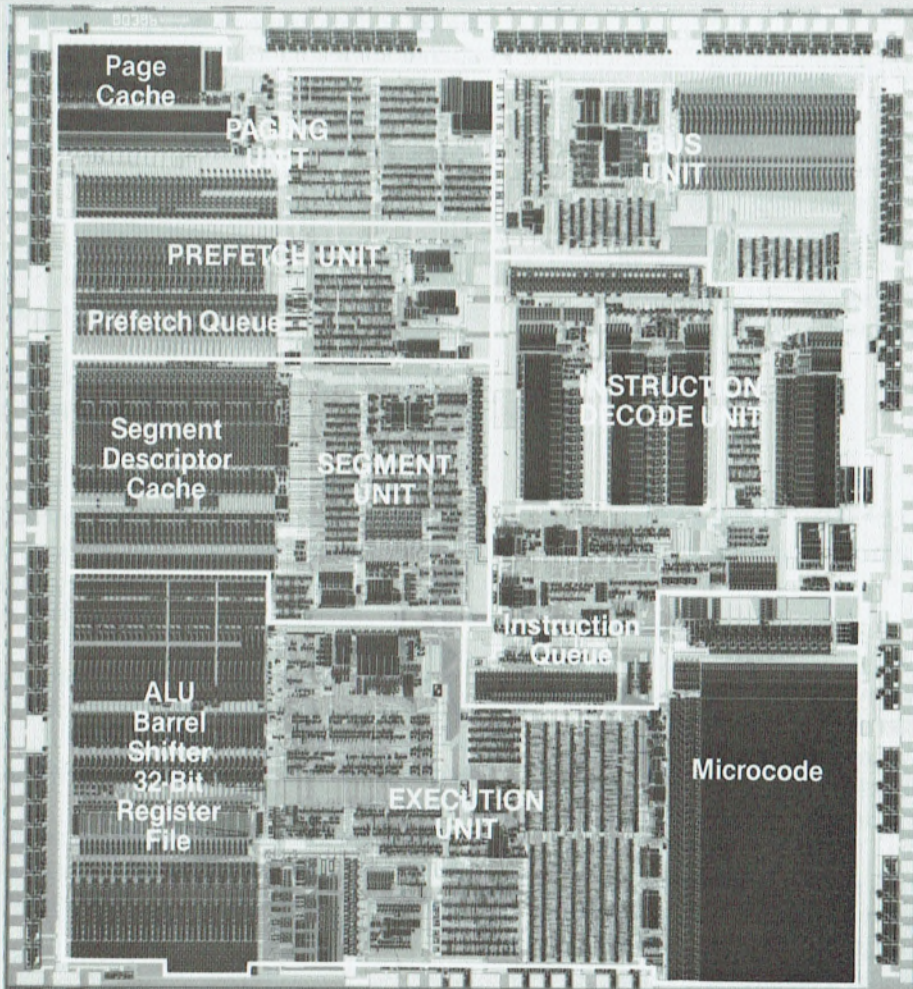 80386
Page
Cache
PAGING
UNIT
BUS
UNIT
PREFETCH UNIT
Prefetch Queue
INSTRUCTION
DECODE UNIT
Segment
Descriptor
Cache
SEGMENT
UNIT
Instruction
Queue
ALU
Barrel
Shifter
32-Bit
Register
File
Microcode
EXECUTION
UNIT